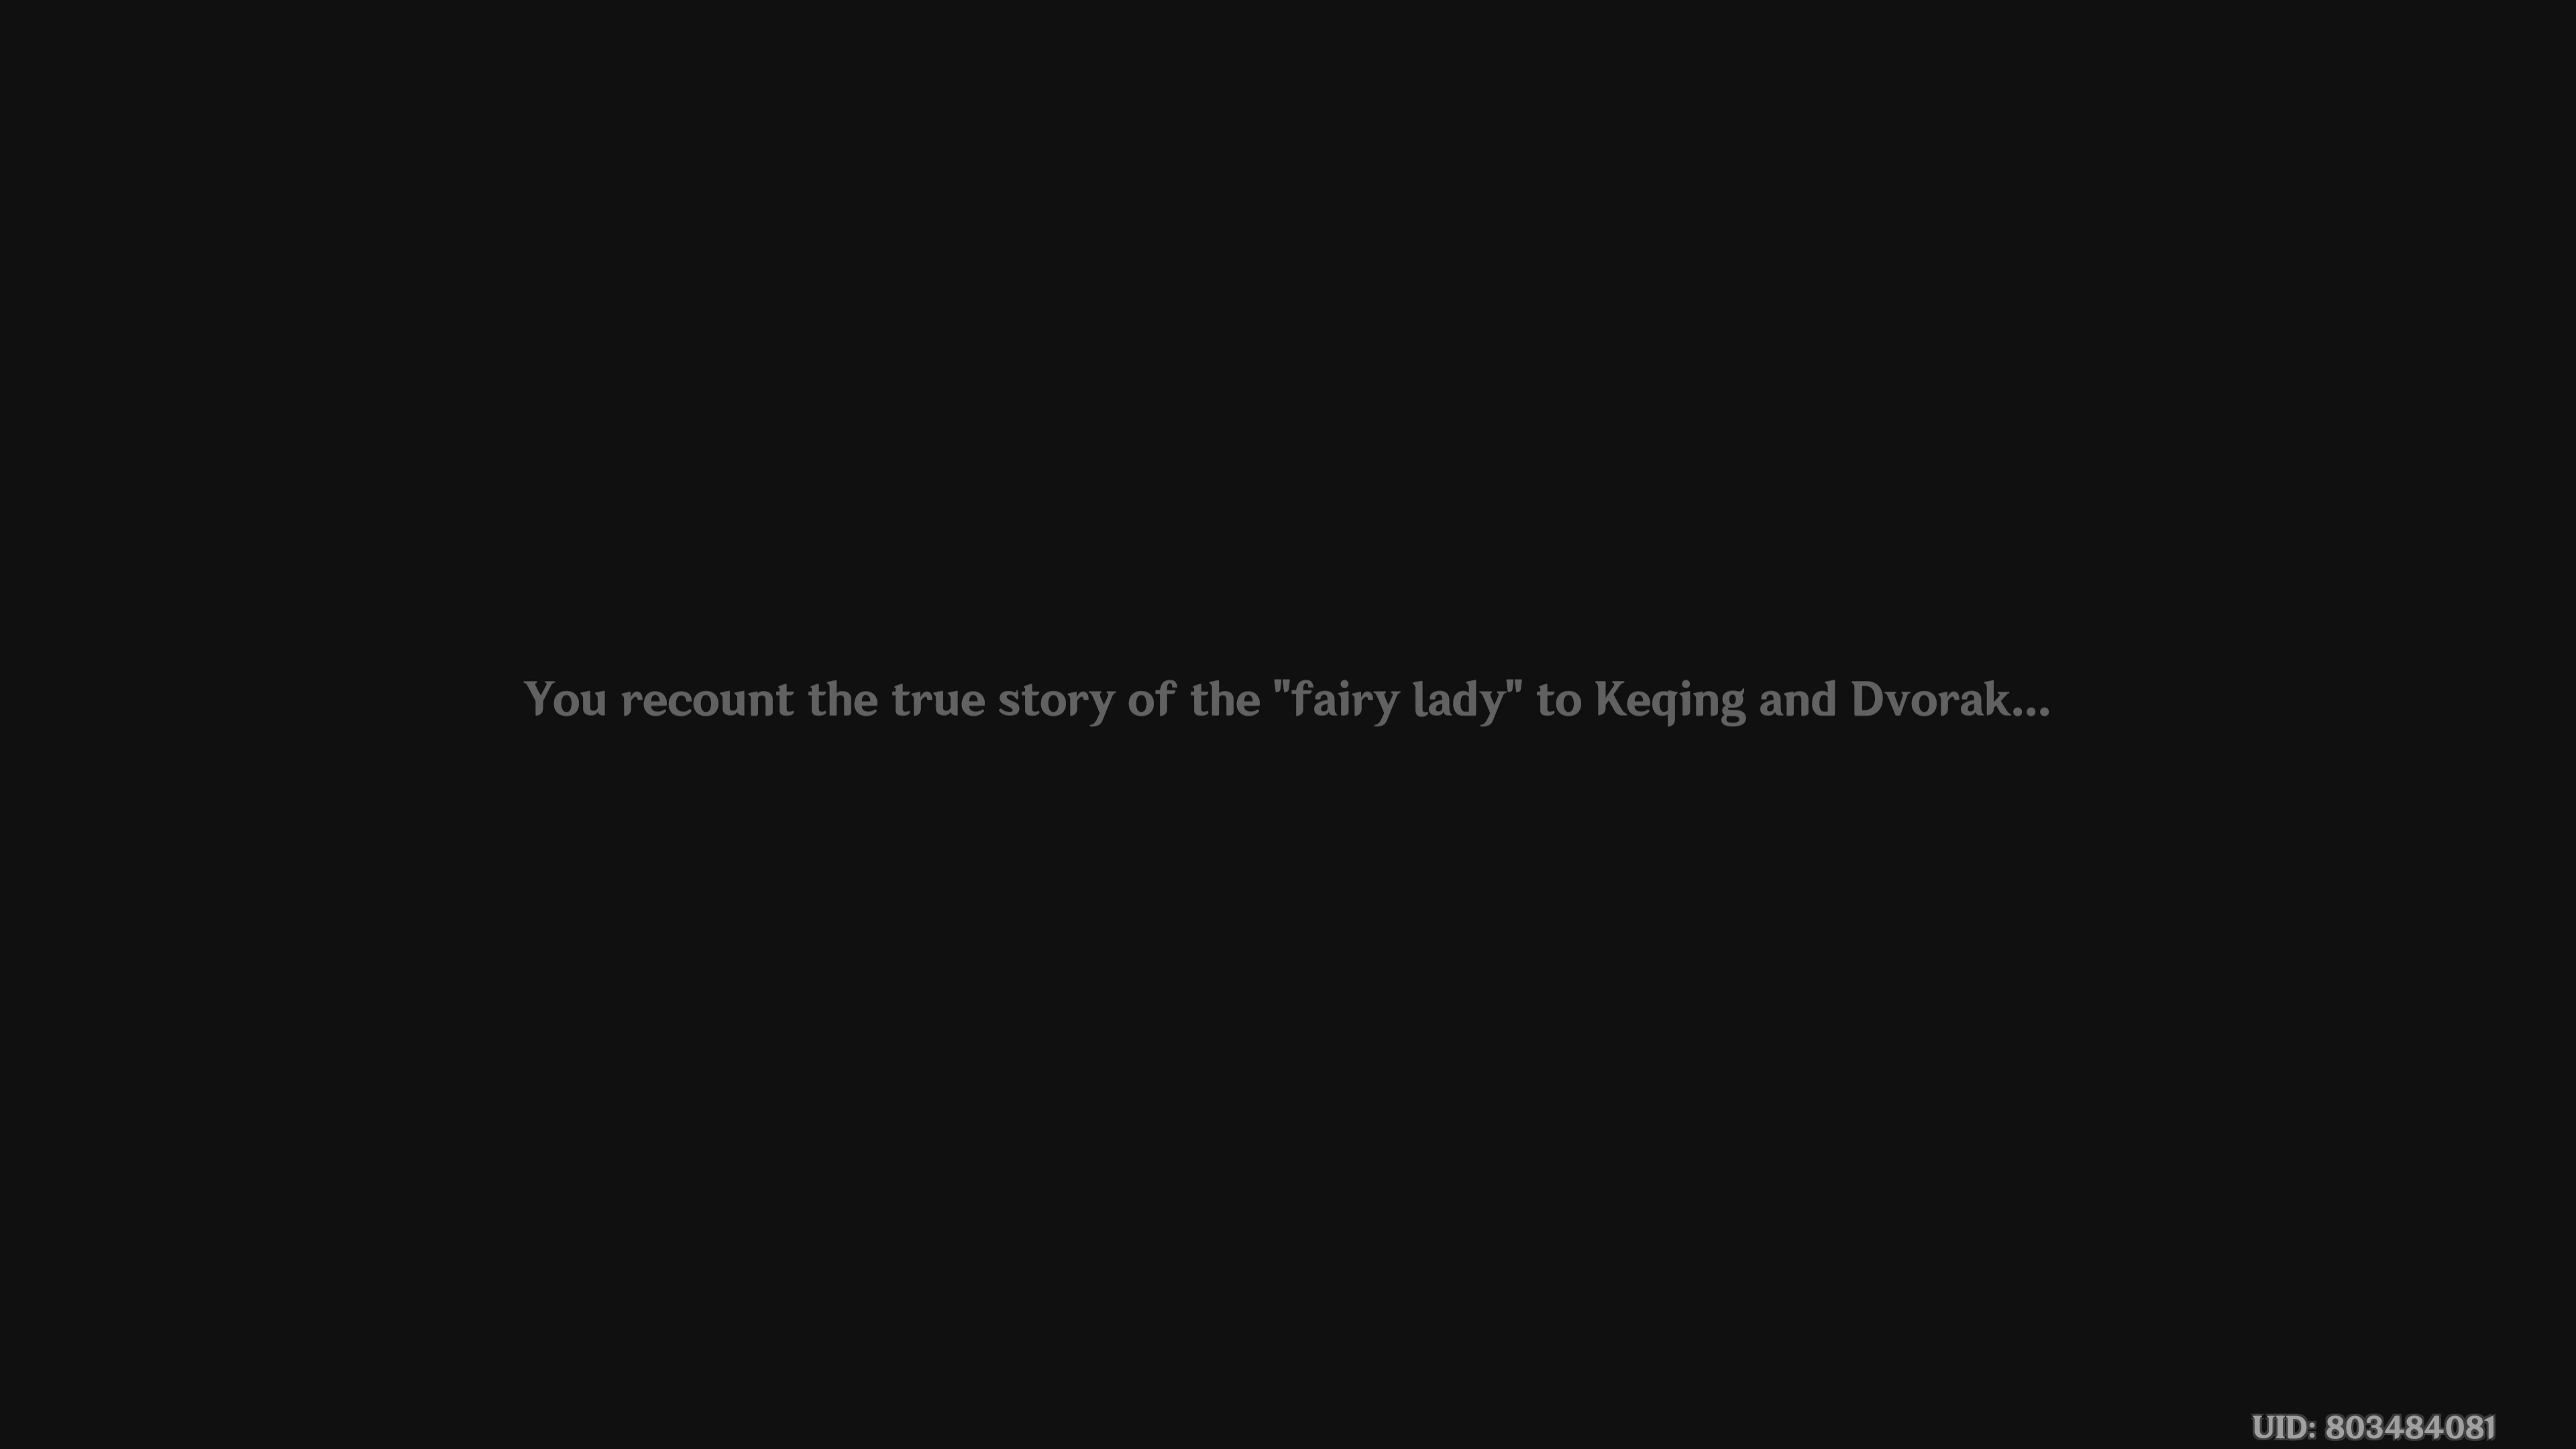 You recount the true story of the "fairy lady" to Keqing and Dvorak...
UID: 803484081